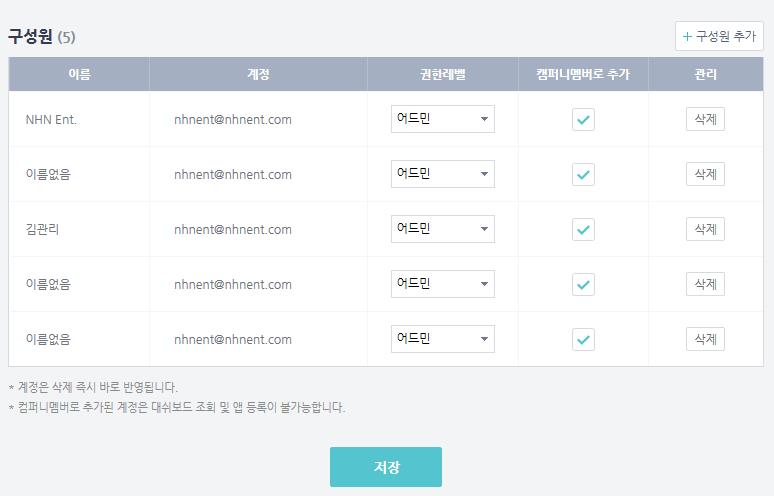 구성원 (5)
+ 구성원 추가
이름 계정 권한레벨 컴퍼니멤버로 추가 관리
NHN Ent. nhnent@nhnent.com 어드민 삭제
이름없음 nhnent@nhnent.com 어드민 삭제
김관리 nhnent@nhnent.com 어드민 삭제
이름없음 nhnent@nhnent.com 어드민 삭제
이름없음 nhnent@nhnent.com 어드민 삭제
* 계정은 삭제 즉시 바로 반영됩니다.
* 컴퍼니멤버로 추가된 계정은 대쉬보드 조회 및 앱 등록이 불가능합니다.
저장